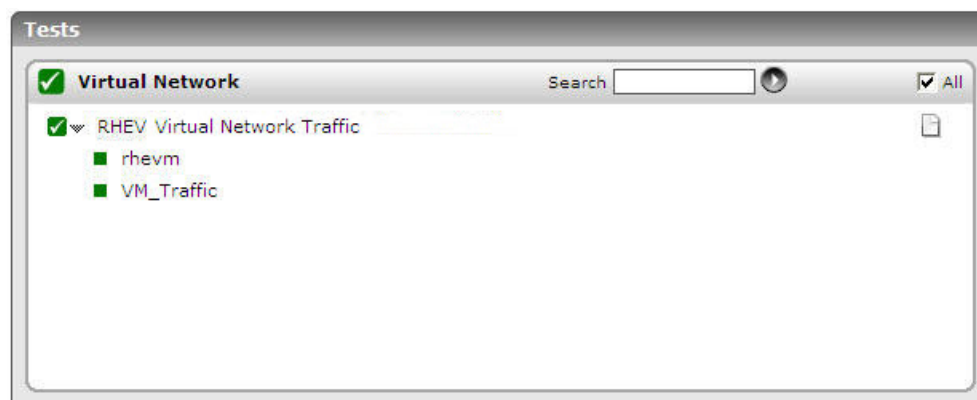 Tests
Virtual Network Search All
RHEV Virtual Network Traffic
rhevm
VM_Traffic